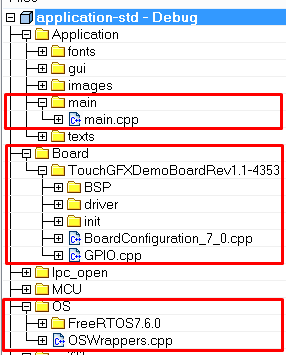 application-std - Debug
Application
fonts
gui
images
main
main.cpp
texts
Board
TouchGFXDemoBoardRev1.1-4353
BSP
driver
init
BoardConfiguration_7_0.cpp
GPIO.cpp
lpc_open
MCU
OS
FreeRTOS7.6.0
OSWrappers.cpp